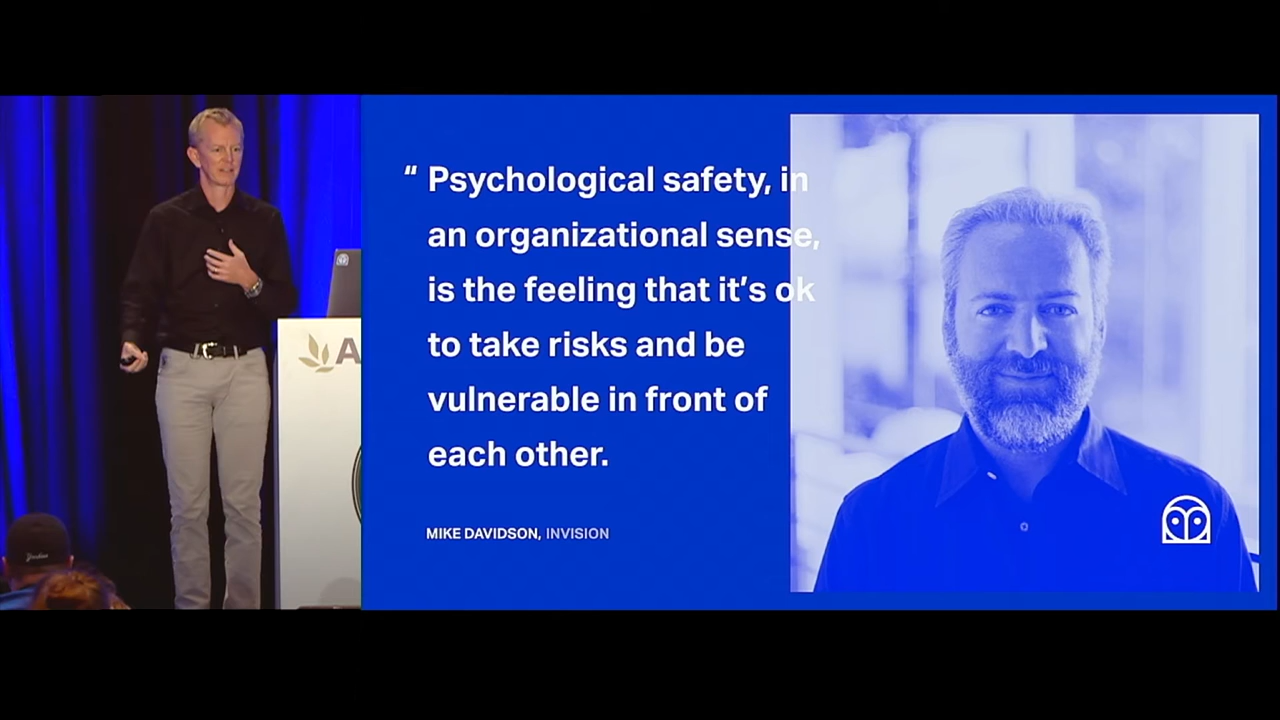 “ Psychological safety, in
an organizational sense,
is the feeling that it’s ok
to take risks and be
vulnerable in front of
each other.
MIKE DAVIDSON, INVISION
A